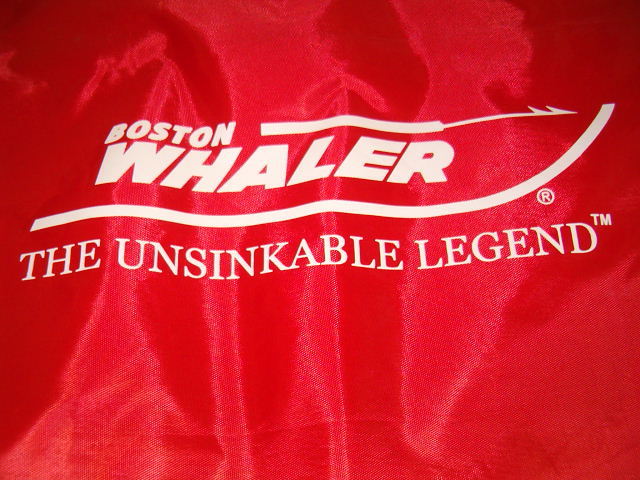 BOSTON
WHALER
®
THE UNSINKABLE LEGEND™